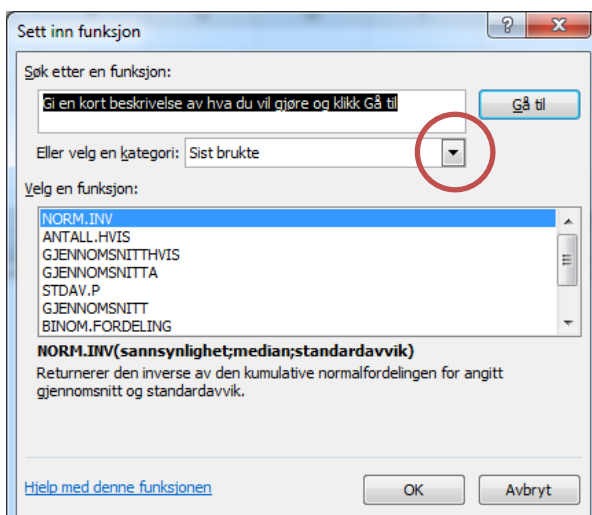 Sett inn funksjon
Søk etter en funksjon:
Gi en kort beskrivelse av hva du vil gjøre og klikk Gå til
Gå til
Eller velg en kategori: Sist brukte
Velg en funksjon:
NORM.INV
ANTALL.HVIS
GJENNOMSNITTHVIS
GJENNOMSNITTA
STDAV.P
GJENNOMSNITT
BINOM.FORDELING
NORM.INV(sannsynlighet;median;standardavvik)
Returnerer den inverse av den kumulative normalfordelingen for angitt
gjennomsnitt og standardavvik.
Hjelp med denne funksjonen
OK
Avbryt